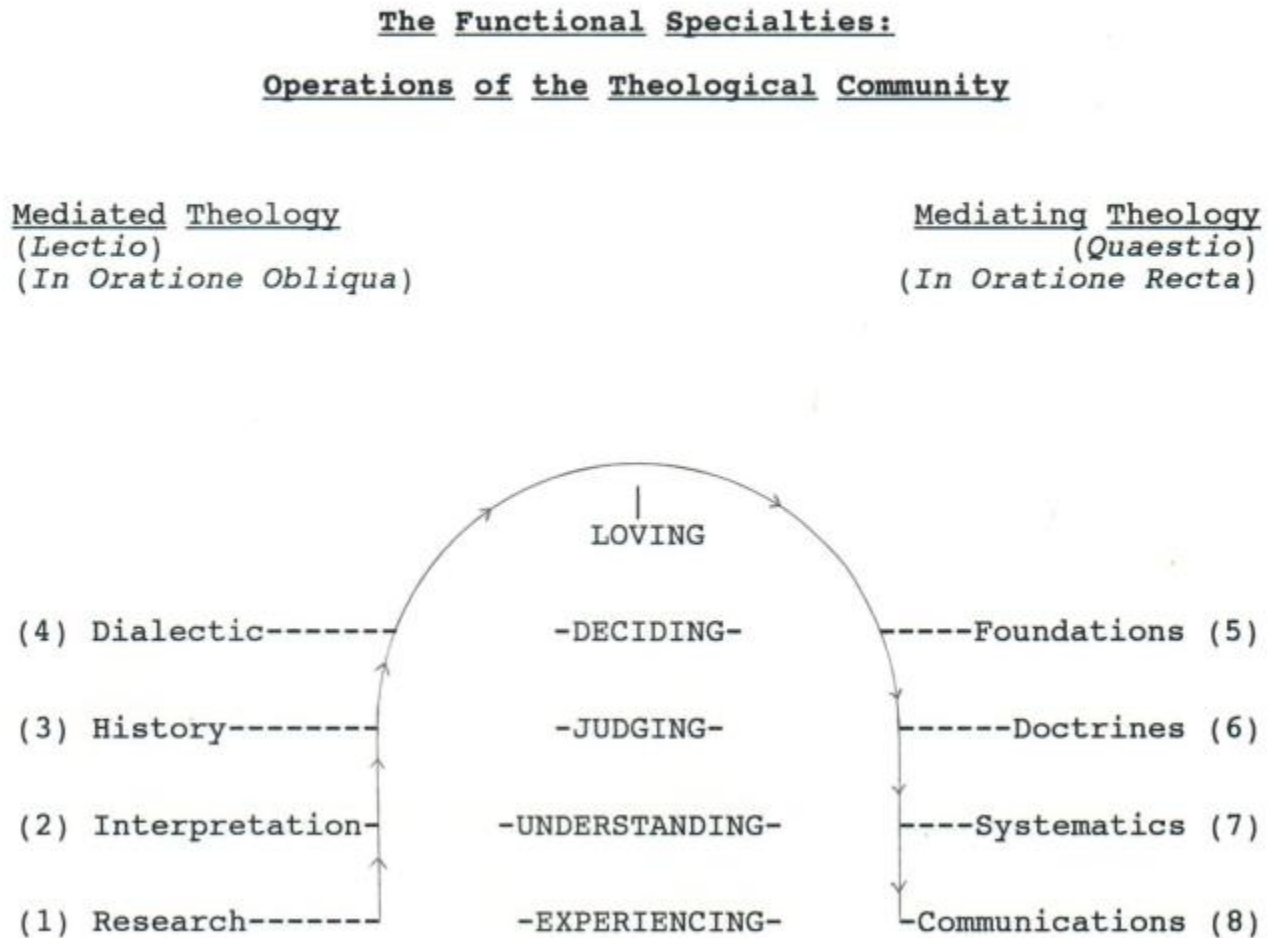 The Functional Specialties:
Operations of the Theological Community
Mediated Theology
(Lectio)
(In Oratione Obliqua)
Mediating Theology
(Quaestio)
(In Oratione Recta)
LOVING
(4) Dialectic------- -DECIDING- -----Foundations (5)
(3) History-------- -JUDGING- ------Doctrines (6)
(2) Interpretation- -UNDERSTANDING- ----Systematics (7)
(1) Research------- -EXPERIENCING- -Communications (8)